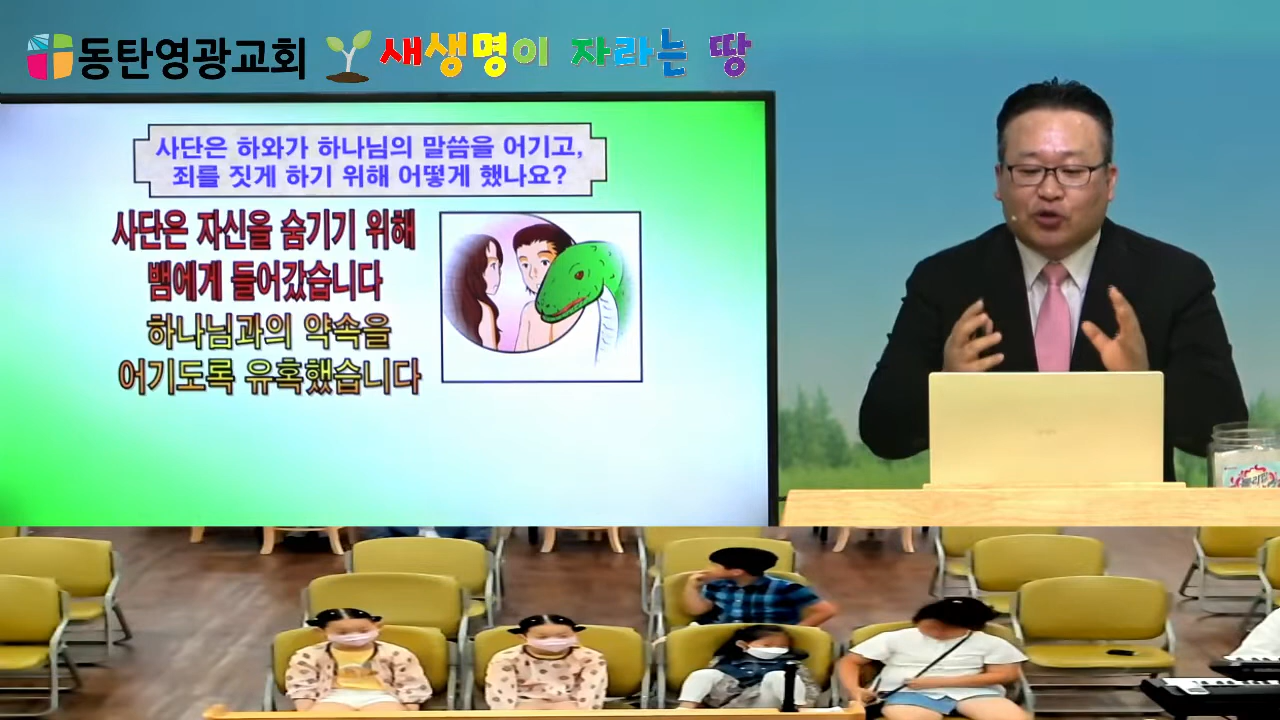 동탄영광교회 새생명이 자라는 땅
사단은 하와가 하나님의 말씀을 어기고,
죄를 짓게 하기 위해 어떻게 했나요?
사단은 자신을 숨기기 위해
뱀에게 들어갔습니다
하나님과의 약속을
어기도록 유혹했습니다